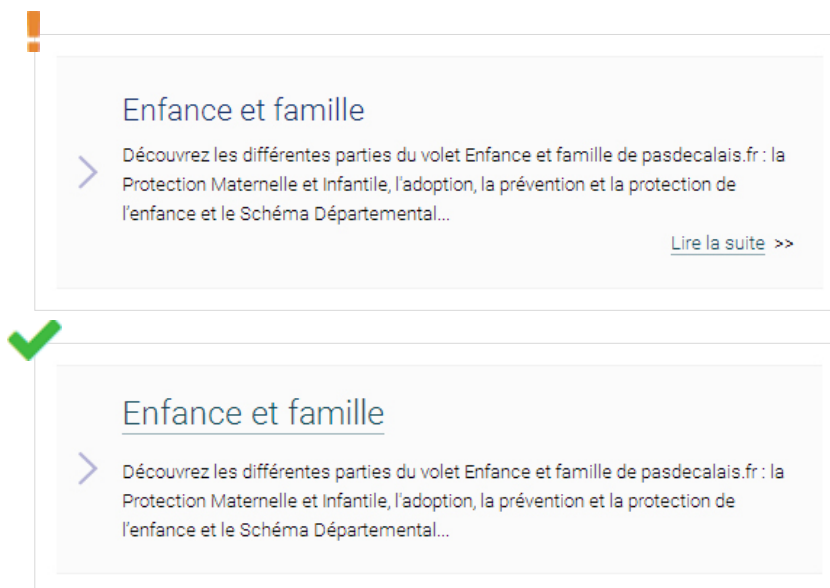 Enfance et famille
Découvrez les différentes parties du volet Enfance et famille de pasdecalais.fr : la
Protection Maternelle et Infantile, l'adoption, la prévention et la protection de
l'enfance et le Schéma Départemental...
Lire la suite >>
Enfance et famille
Découvrez les différentes parties du volet Enfance et famille de pasdecalais.fr : la
Protection Maternelle et Infantile, l'adoption, la prévention et la protection de
l'enfance et le Schéma Départemental...